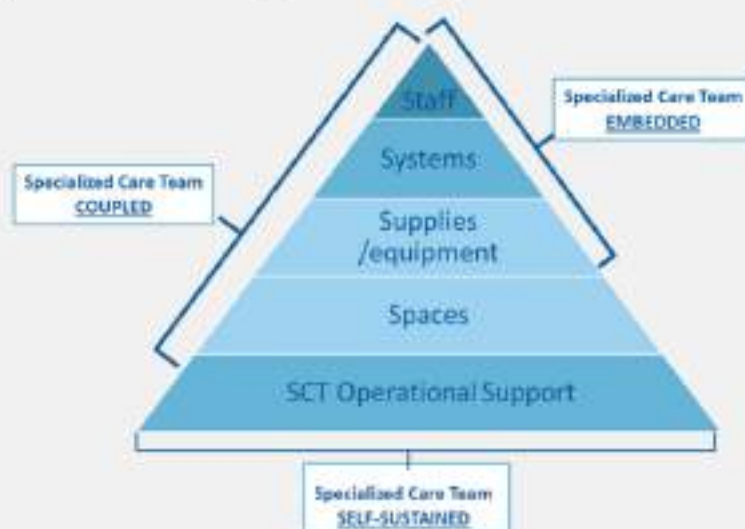 Staff
Specialized Care Team
EMBEDDED
Systems
Specialized Care Team
COUPLED
Supplies
/equipment
Spaces
SCT Operational Support
Specialized Care Team
SELF-SUSTAINED